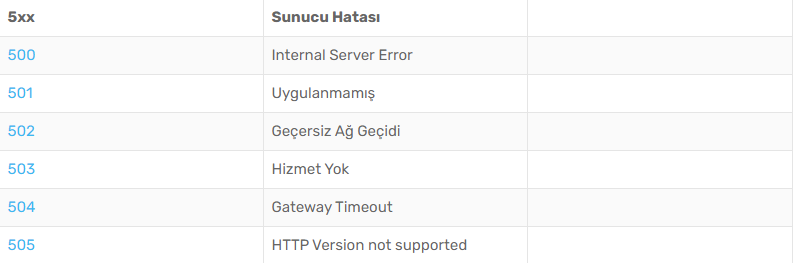 5xx Sunucu Hatası
500 Internal Server Error
501 Uygulanmamış
502 Geçersiz Ağ Geçidi
503 Hizmet Yok
504 Gateway Timeout
505 HTTP Version not supported